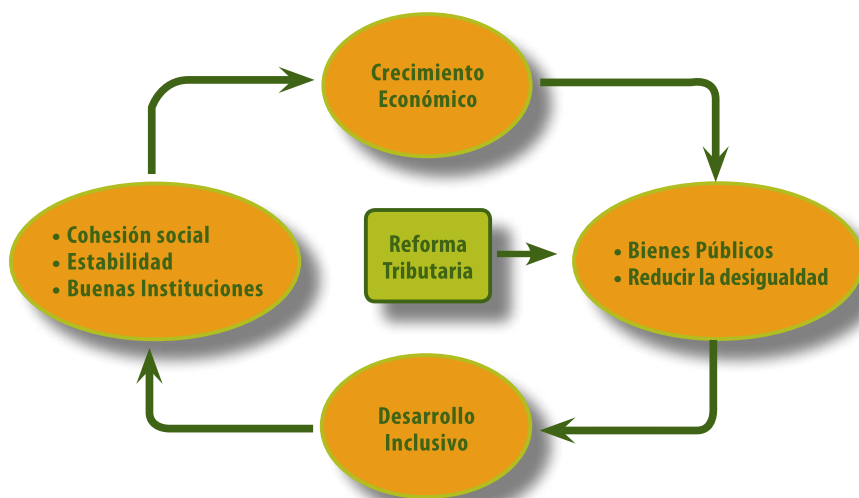 Crecimiento
Económico
• Cohesión social
• Estabilidad
• Buenas Instituciones
Reforma
Tributaria
• Bienes Públicos
• Reducir la desigualdad
Desarrollo
Inclusivo